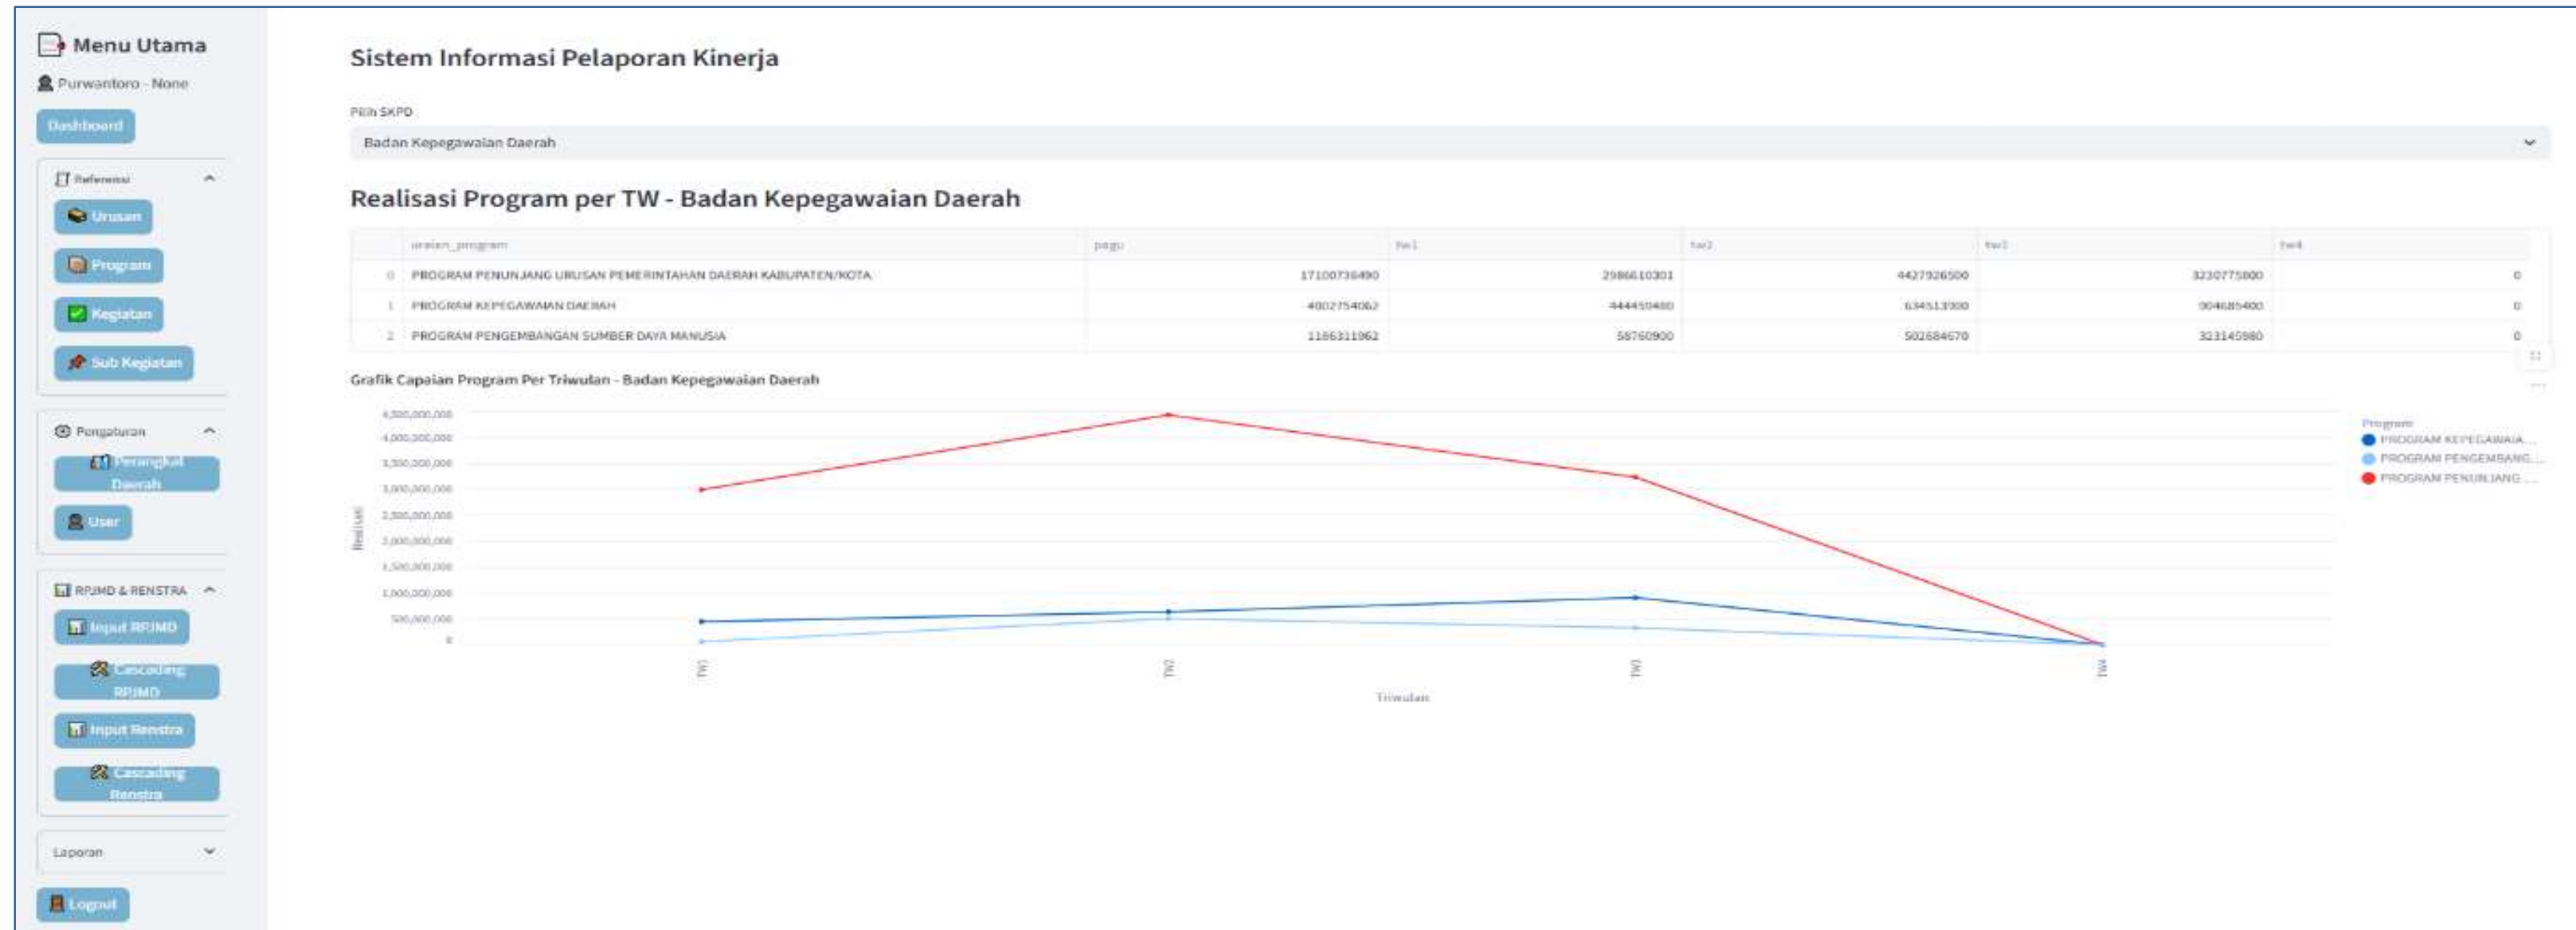 Menu Utama
Purwantoro - None
Dashboard
Referensi
Urusan
Program
Kegiatan
Sub Kegiatan
Pengaturan
Perangkat
Daerah
User
RPJMD & RENSTRA
Input RPJMD
Cascading
RPJMD
Input Renstra
Cascading
Renstra
Laporan
Logout
Sistem Informasi Pelaporan Kinerja
Pilih SKPD
Badan Kepegawaian Daerah
Realisasi Program per TW - Badan Kepegawaian Daerah
uraian_program pagu tw1 tw2 tw3 tw4
0 PROGRAM PENUNJANG URUSAN PEMERINTAHAN DAERAH KABUPATEN/KOTA 17100736490 2986610301 4427926500 3230775800 0
1 PROGRAM KEPEGAWAIAN DAERAH 4002754062 444459480 634513900 904685400 0
2 PROGRAM PENGEMBANGAN SUMBER DAYA MANUSIA 1186311962 58760900 502684670 323145980 0
Grafik Capaian Program Per Triwulan - Badan Kepegawaian Daerah
4,500,000,000
4,000,000,000
3,500,000,000
3,000,000,000
2,500,000,000
2,000,000,000
1,500,000,000
1,000,000,000
500,000,000
0
Realisasi
TW1
TW2
TW3
TW4
Triwulan
Program
PROGRAM KEPEGAWAIA...
PROGRAM PENGEMBANG...
PROGRAM PENUNJANG ...